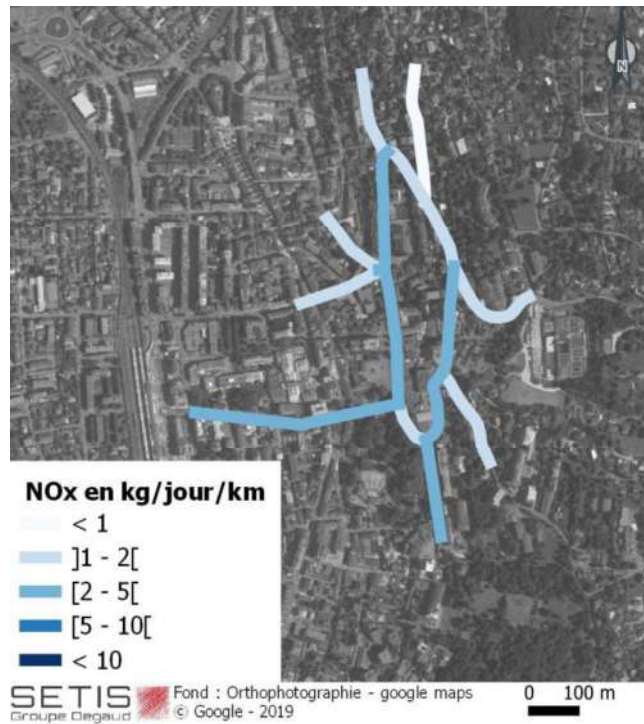 N
NOx en kg/jour/km
< 1
]1 - 2[
[2 - 5[
[5 - 10[
< 10
SETIS
Groupe Degaud
Fond : Orthophotographie - google maps
© Google - 2019
0 100 m